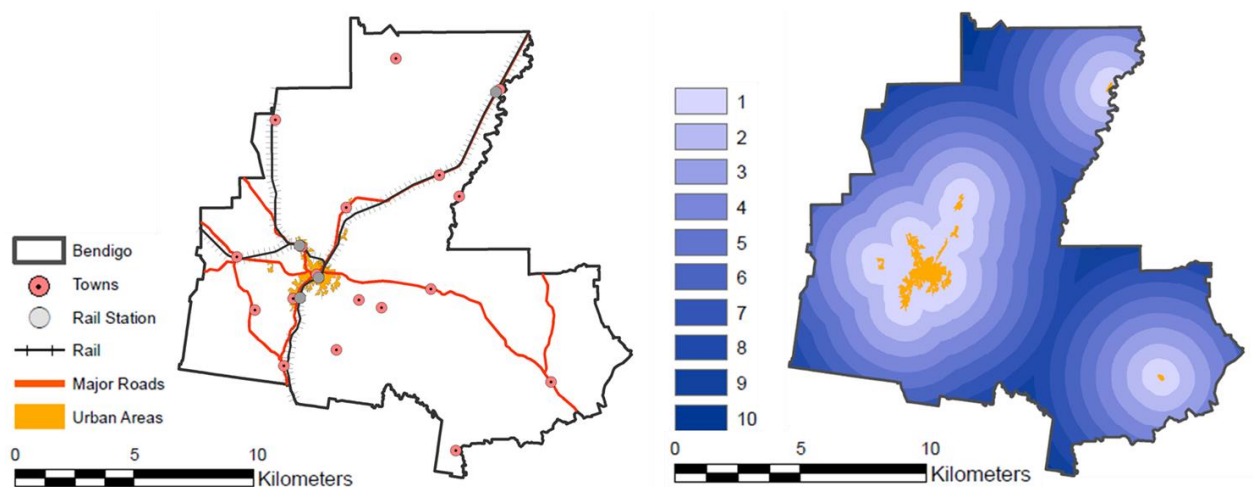 Bendigo
Towns
Rail Station
Rail
Major Roads
Urban Areas
0 5 10
Kilometers
1
2
3
4
5
6
7
8
9
10
0 5 10
Kilometers